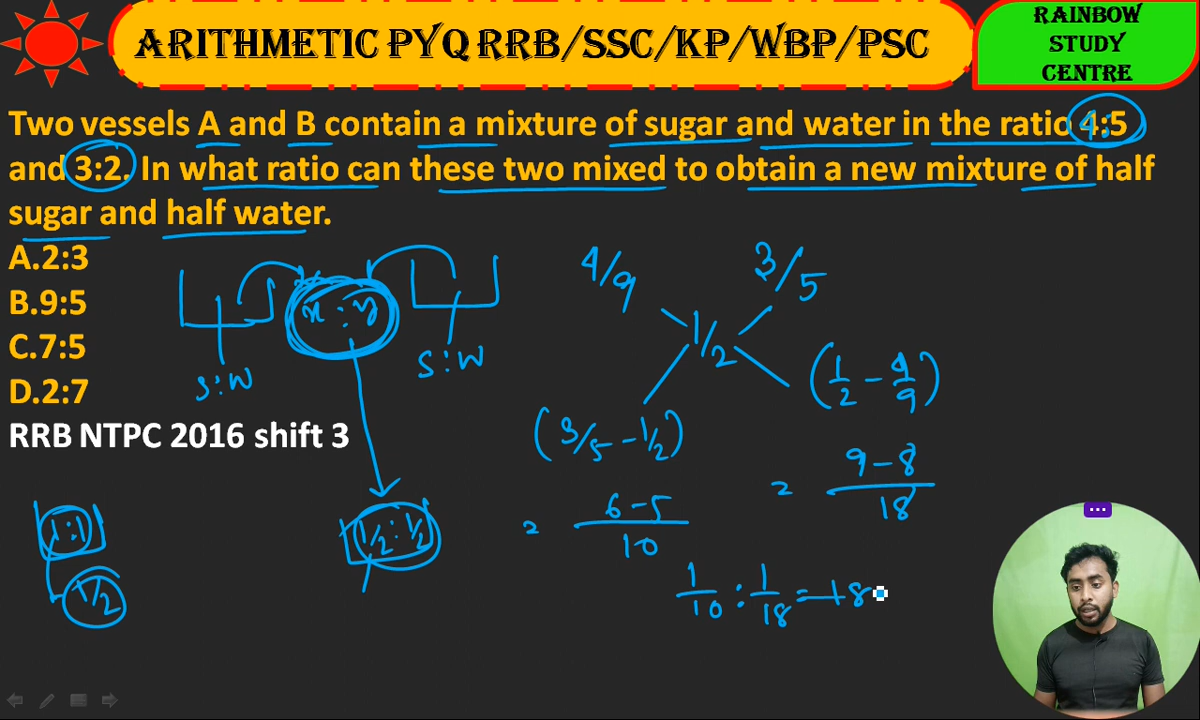 ARITHMETIC PYQ RRB/SSC/KP/WBP/PSC
RAINBOW
STUDY
CENTRE
Two vessels A and B contain a mixture of sugar and water in the ratio 4:5
and 3:2. In what ratio can these two mixed to obtain a new mixture of half
sugar and half water.
A.2:3
B.9:5
C.7:5
D.2:7
RRB NTPC 2016 shift 3
x : y
S:W
S:W
4/9 3/5
1/2
(3/5 - 1/2) (1/2 - 4/9)
= 6-5/10
= 9-8/18
1:1
1/2
1/2 : 1/2
1/10 : 1/18 = 18